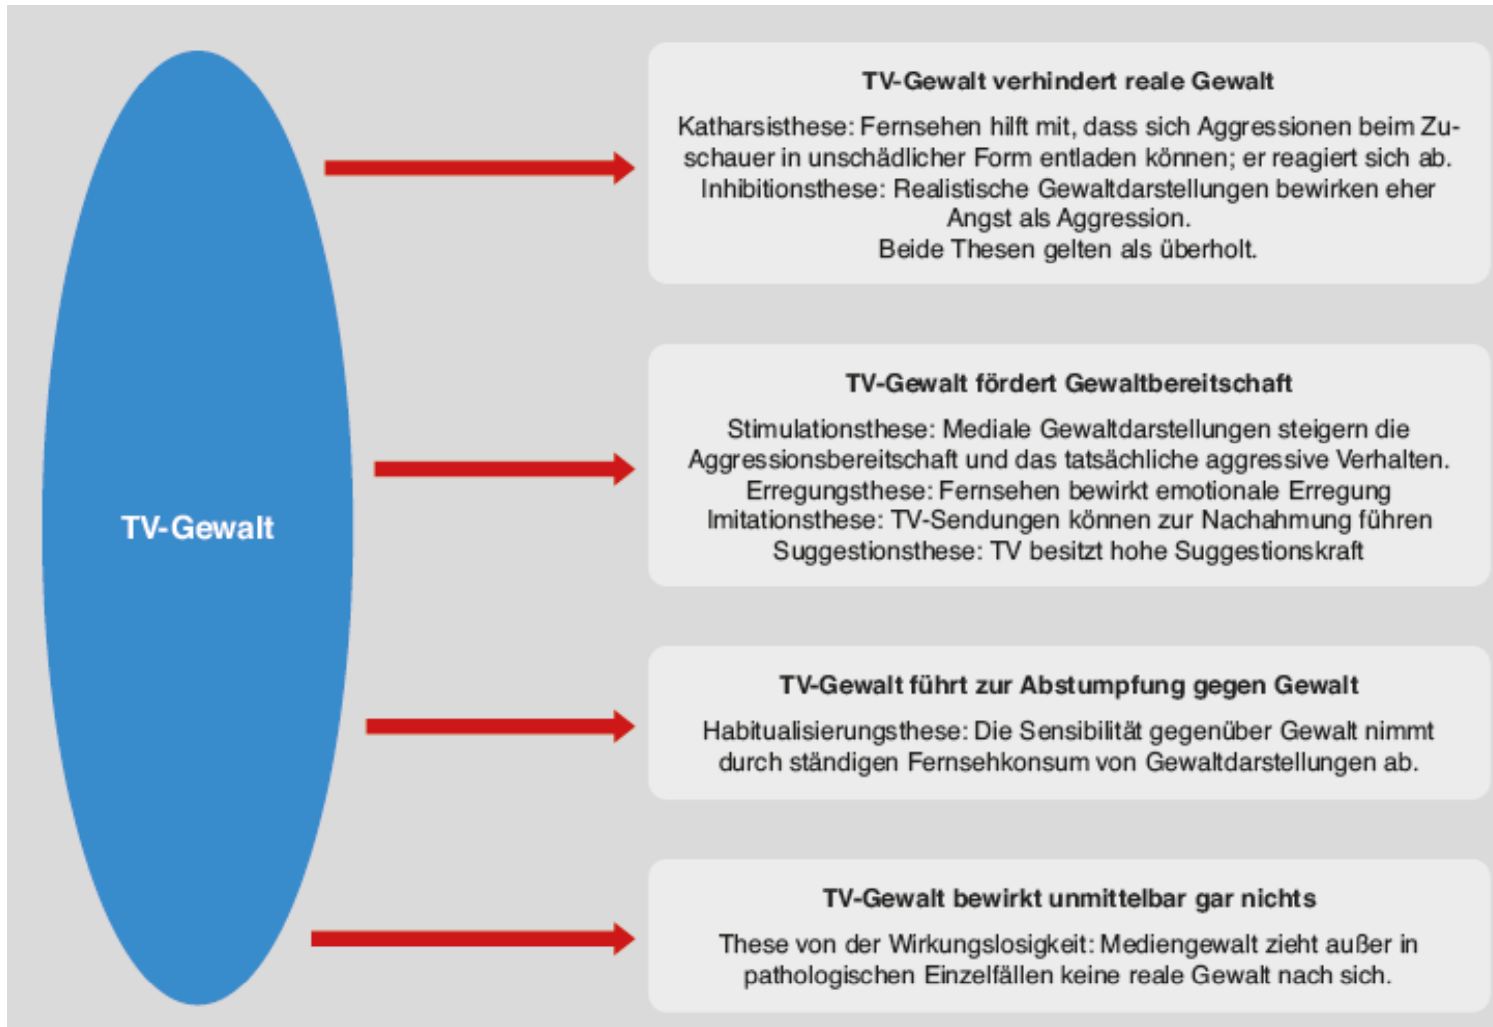 TV-Gewalt
TV-Gewalt verhindert reale Gewalt
Katharsisthese: Fernsehen hilft mit, dass sich Aggressionen beim Zu-
schauer in unschädlicher Form entladen können; er reagiert sich ab.
Inhibitionsthese: Realistische Gewaltdarstellungen bewirken eher
Angst als Aggression.
Beide Thesen gelten als überholt.
TV-Gewalt fördert Gewaltbereitschaft
Stimulationsthese: Mediale Gewaltdarstellungen steigern die
Aggressionsbereitschaft und das tatsächliche aggressive Verhalten.
Erregungsthese: Fernsehen bewirkt emotionale Erregung
Imitationsthese: TV-Sendungen können zur Nachahmung führen
Suggestionsthese: TV besitzt hohe Suggestionskraft
TV-Gewalt führt zur Abstumpfung gegen Gewalt
Habitualisierungsthese: Die Sensibilität gegenüber Gewalt nimmt
durch ständigen Fernsehkonsum von Gewaltdarstellungen ab.
TV-Gewalt bewirkt unmittelbar gar nichts
These von der Wirkungslosigkeit: Mediengewalt zieht außer in
pathologischen Einzelfällen keine reale Gewalt nach sich.